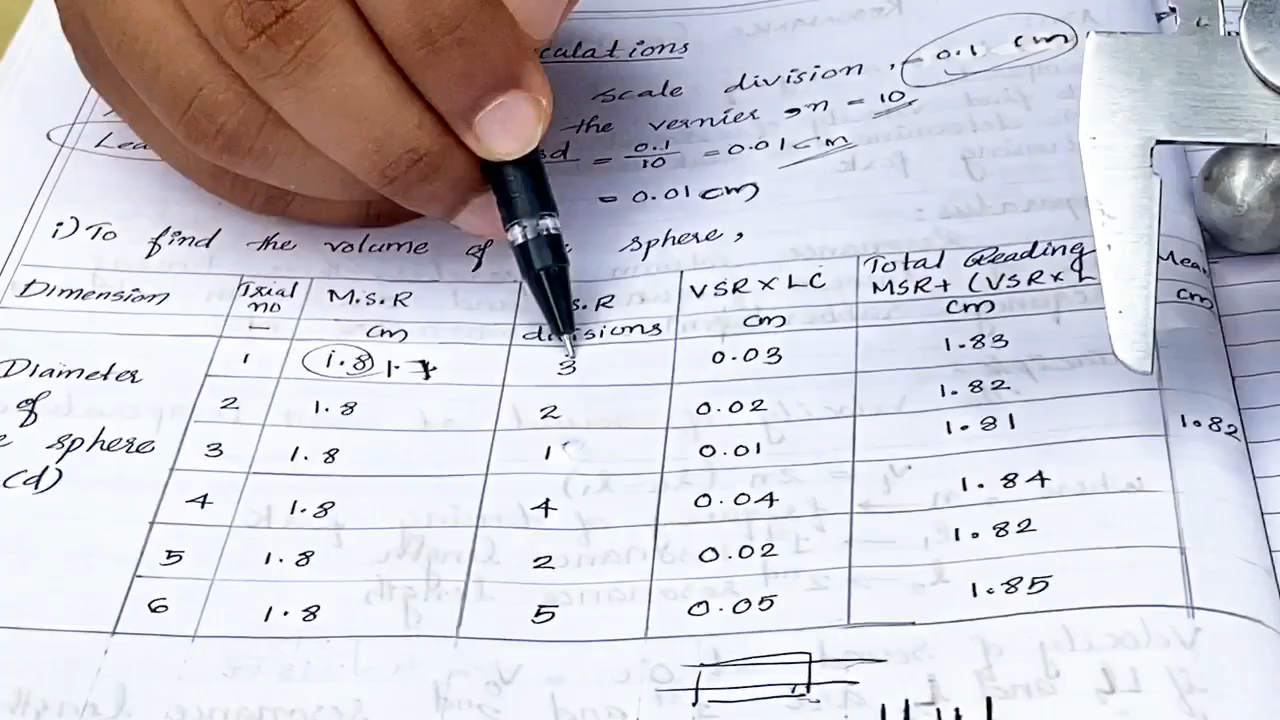 culations
scale division, = 0.1 cm
the vernier, n = 10
sd = 0.1/10 = 0.01 cm
= 0.01 cm
i) To find the volume of sphere,
Dimension Trial no M.S.R cm S.R divisions VSR X LC cm Total Reading MSR + (VSR X L cm Mea cm
Diameter of sphere (d)
1 1.8 1.7 3 0.03 1.83
2 1.8 2 0.02 1.82
3 1.8 1 0.01 1.81 1.82
4 1.8 4 0.04 1.84
5 1.8 2 0.02 1.82
6 1.8 5 0.05 1.85